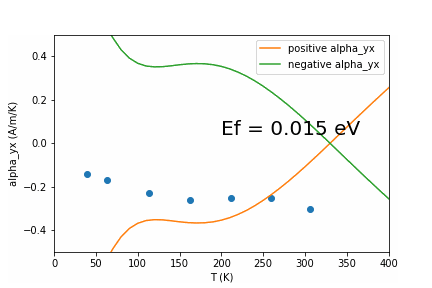 positive alpha_yx
negative alpha_yx
Ef = 0.015 eV
alpha_yx (A/m/K)
0.4
0.2
0.0
−0.2
−0.4
0 50 100 150 200 250 300 350 400
T (K)